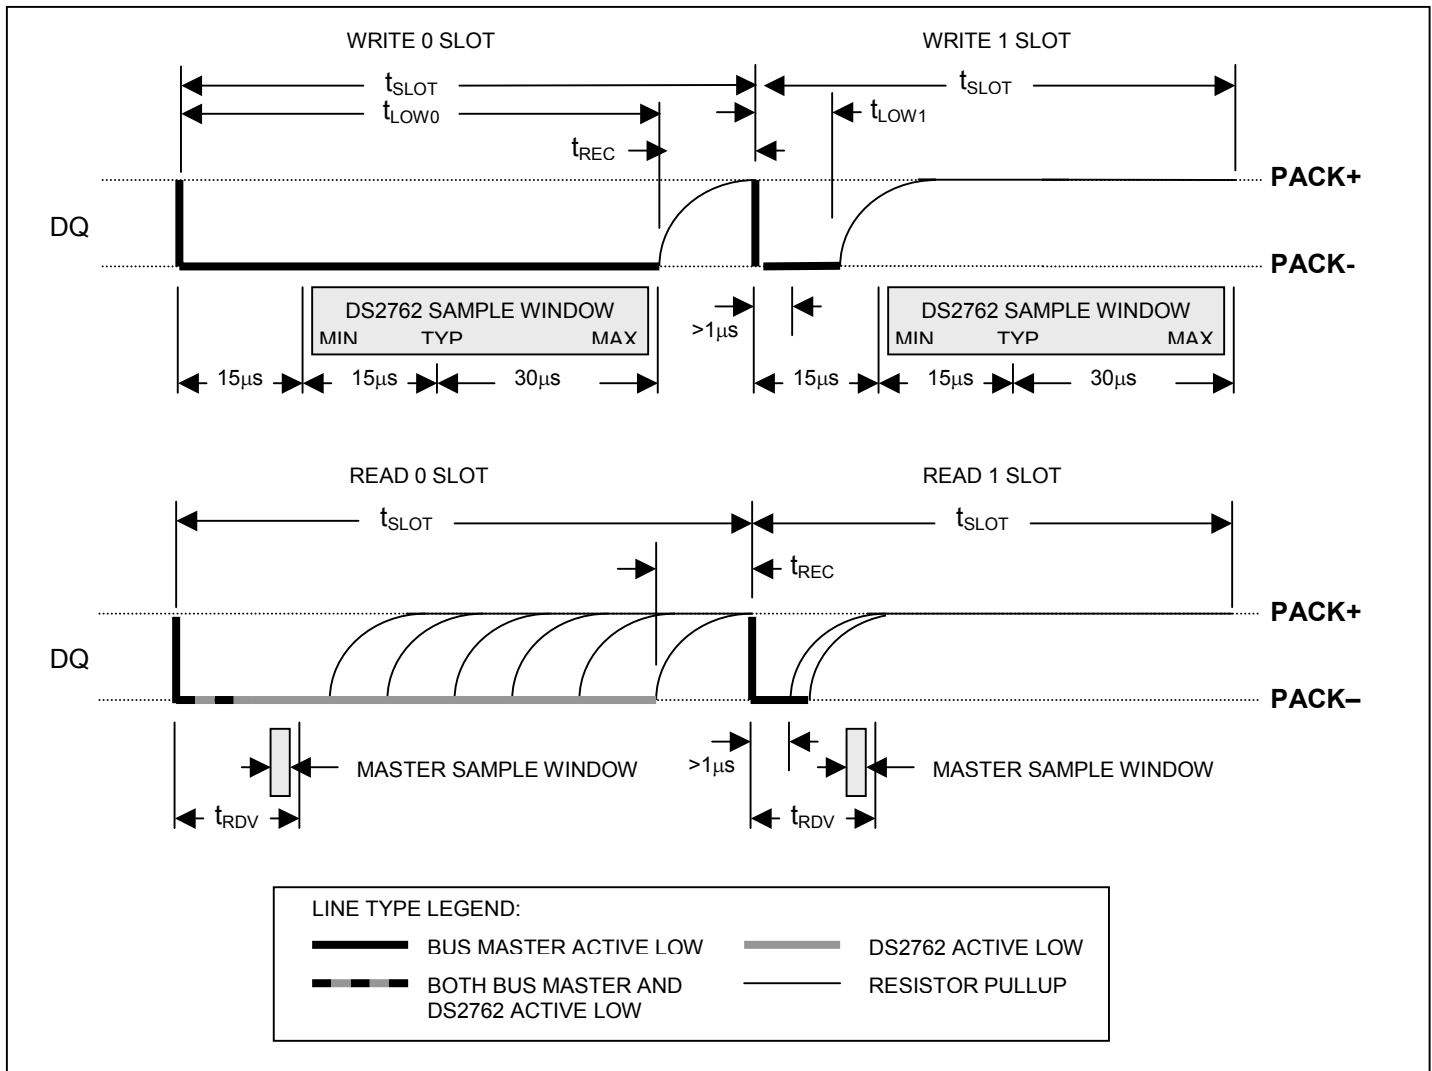 WRITE 0 SLOT WRITE 1 SLOT
tSLOT tSLOT
tLOW0 tLOW1
tREC
PACK+
DQ
PACK-
DS2762 SAMPLE WINDOW DS2762 SAMPLE WINDOW
MIN TYP MAX >1µs MIN TYP MAX
15µs 15µs 30µs 15µs 15µs 30µs
READ 0 SLOT READ 1 SLOT
tSLOT tSLOT
tREC
PACK+
DQ
PACK–
>1µs
MASTER SAMPLE WINDOW MASTER SAMPLE WINDOW
tRDV tRDV
LINE TYPE LEGEND:
BUS MASTER ACTIVE LOW DS2762 ACTIVE LOW
BOTH BUS MASTER AND RESISTOR PULLUP
DS2762 ACTIVE LOW